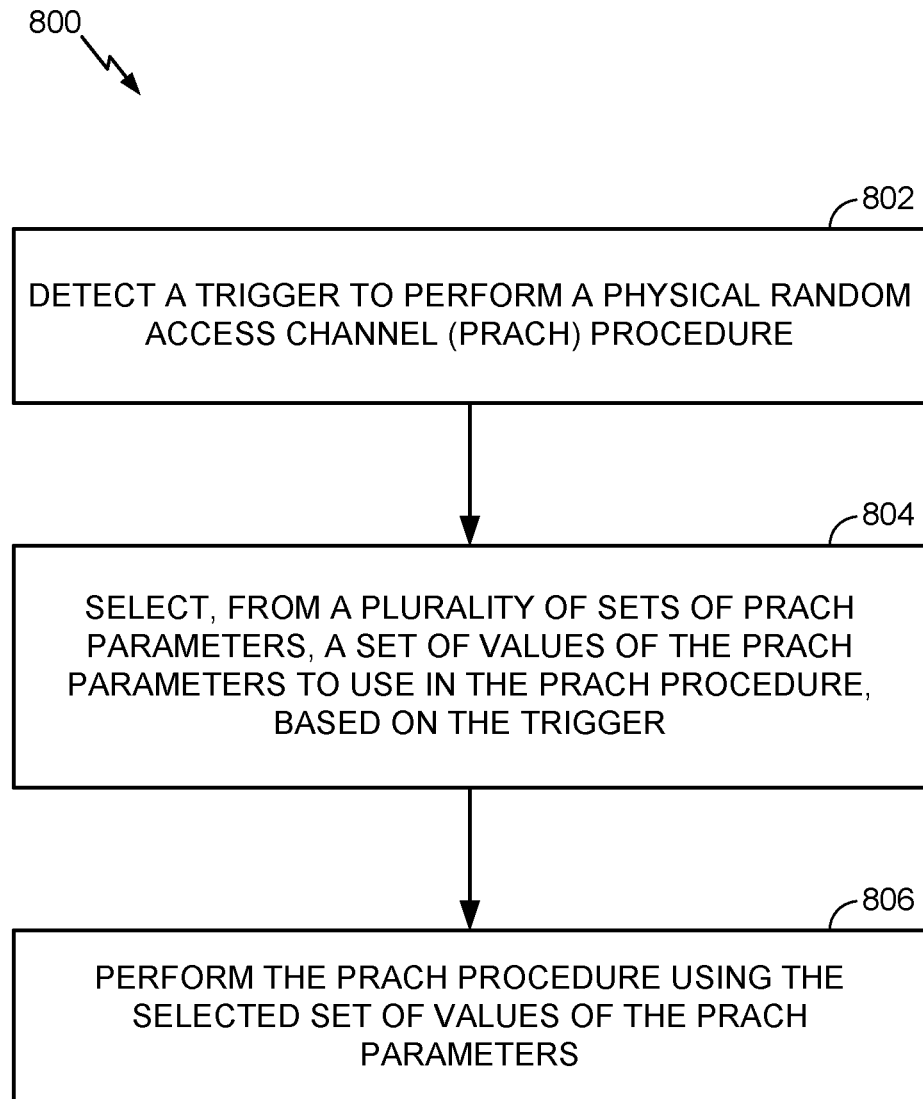 800
802
DETECT A TRIGGER TO PERFORM A PHYSICAL RANDOM
ACCESS CHANNEL (PRACH) PROCEDURE
804
SELECT, FROM A PLURALITY OF SETS OF PRACH
PARAMETERS, A SET OF VALUES OF THE PRACH
PARAMETERS TO USE IN THE PRACH PROCEDURE,
BASED ON THE TRIGGER
806
PERFORM THE PRACH PROCEDURE USING THE
SELECTED SET OF VALUES OF THE PRACH
PARAMETERS